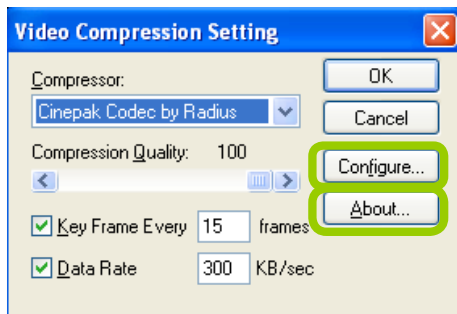 Video Compression Setting
Compressor:
OK
Cinepak Codec by Radius
Cancel
Compression Quality: 100
Configure...
About...
Key Frame Every 15 frames
Data Rate 300 KB/sec